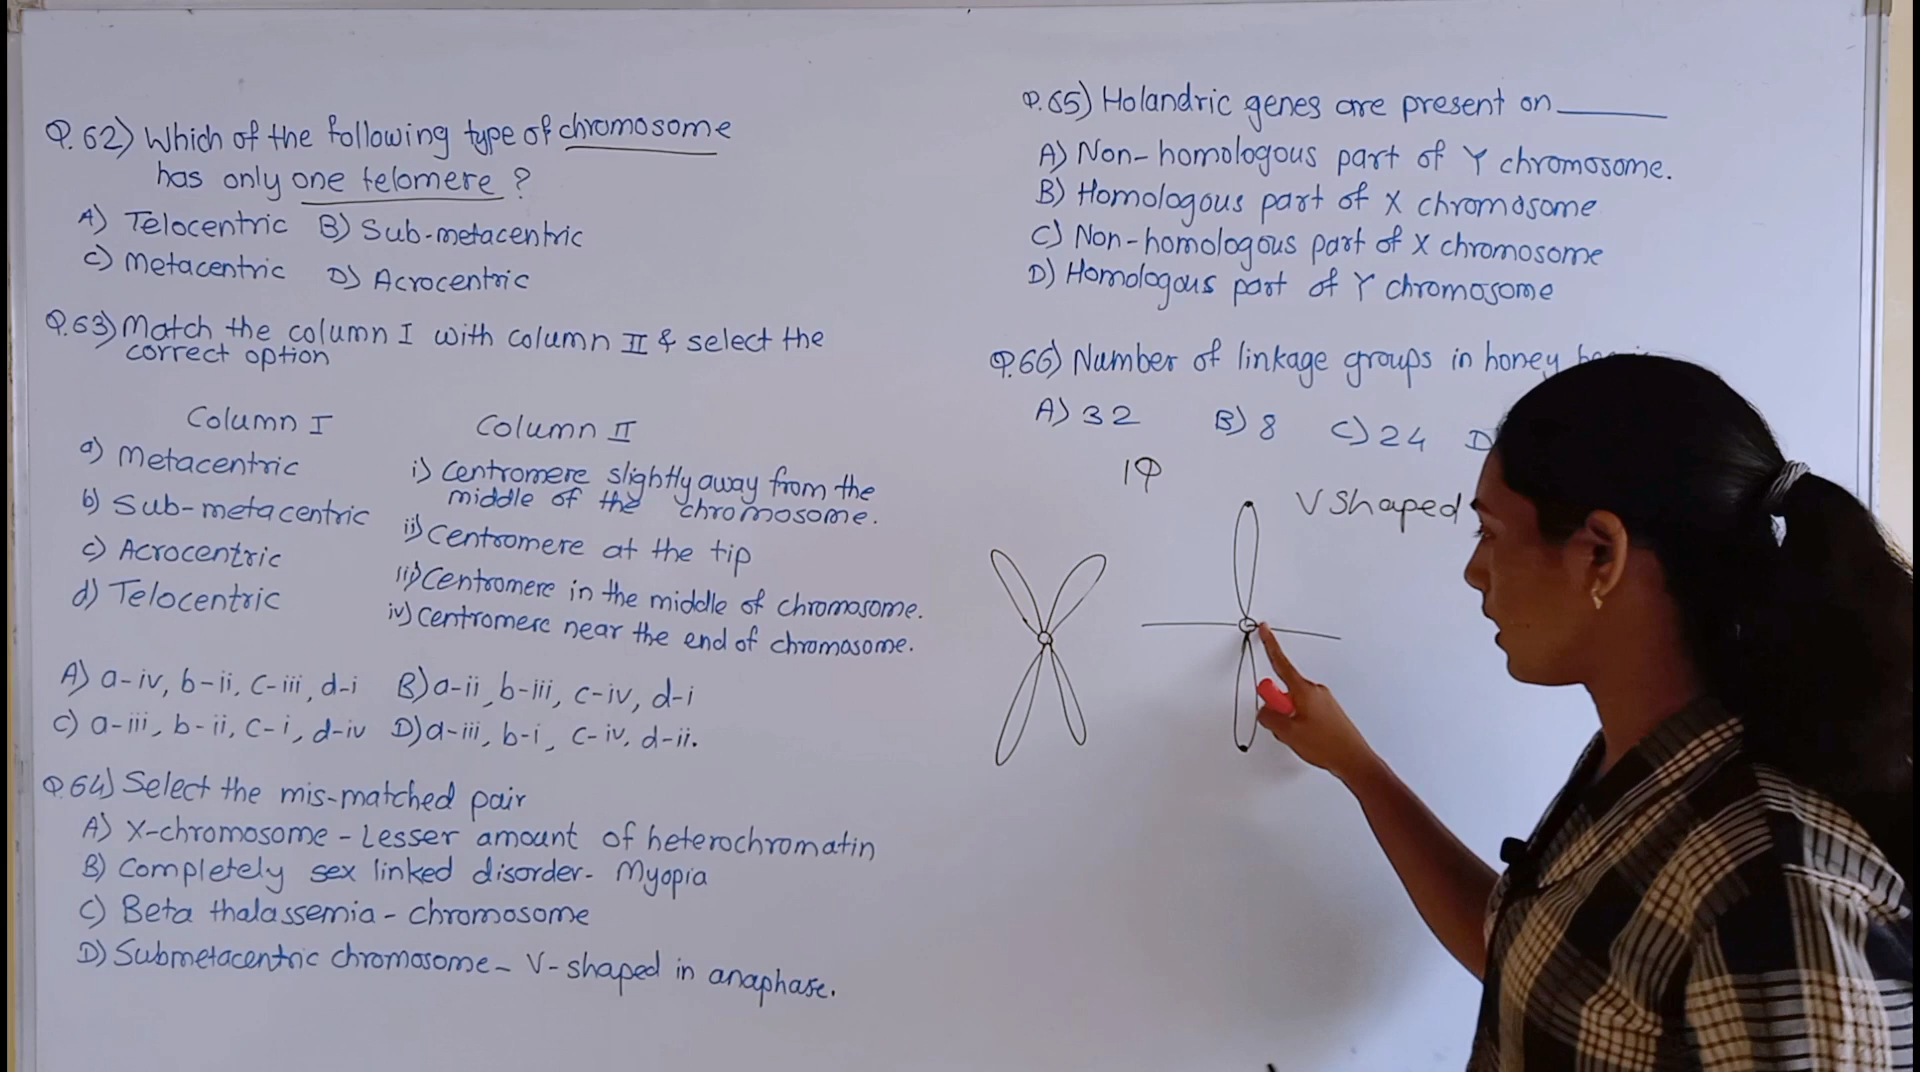 Q.62) Which of the following type of chromosome
has only one telomere ?
A) Telocentric B) Sub-metacentric
C) Metacentric D) Acrocentric
Q.63) Match the column I with column II & select the
correct option
Column I Column II
a) Metacentric
b) Sub-metacentric
c) Acrocentric
d) Telocentric
i) Centromere slightly away from the
middle of the chromosome.
ii) Centromere at the tip
iii) Centromere in the middle of chromosome.
iv) Centromere near the end of chromosome.
A) a-iv, b-ii, c-iii, d-i B) a-ii, b-iii, c-iv, d-i
C) a-iii, b-ii, c-i, d-iv D) a-iii, b-i, c-iv, d-ii.
Q.64) Select the mis-matched pair
A) X-chromosome - Lesser amount of heterochromatin
B) Completely sex linked disorder - Myopia
C) Beta thalassemia - chromosome
D) Submetacentric chromosome - V-shaped in anaphase.
Q.65) Holandric genes are present on ______
A) Non-homologous part of Y chromosome.
B) Homologous part of X chromosome
C) Non-homologous part of X chromosome
D) Homologous part of Y chromosome
Q.66) Number of linkage groups in honey
A) 32 B) 8 C) 24 D
V shaped